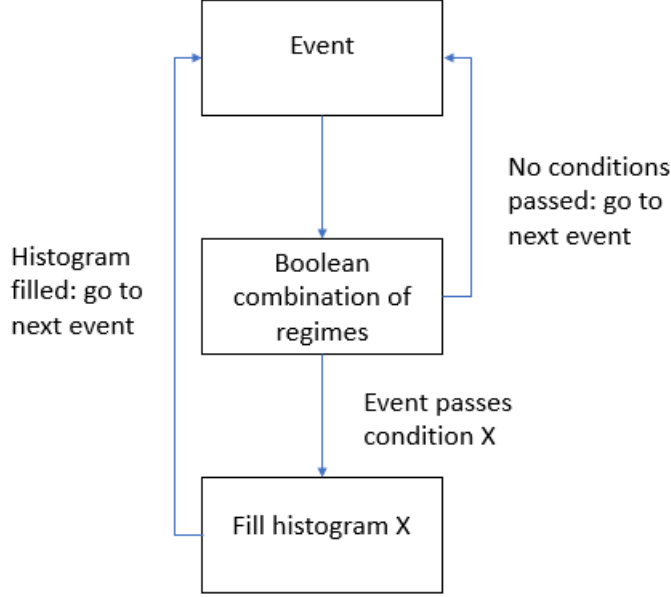 Event
No conditions
passed: go to
next event
Boolean
combination of
regimes
Histogram
filled: go to
next event
Event passes
condition X
Fill histogram X